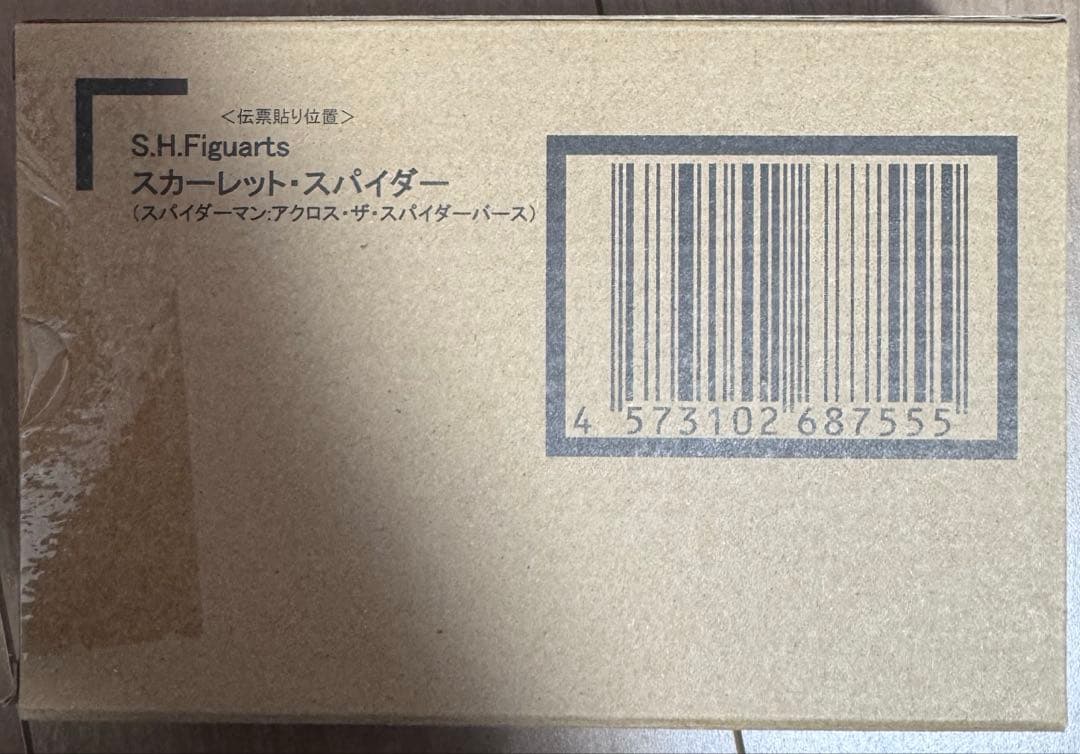 ＜伝票貼り位置＞
S.H.Figuarts
スカーレット・スパイダー
（スパイダーマン:アクロス・ザ・スパイダーバース）
4 573102 687555